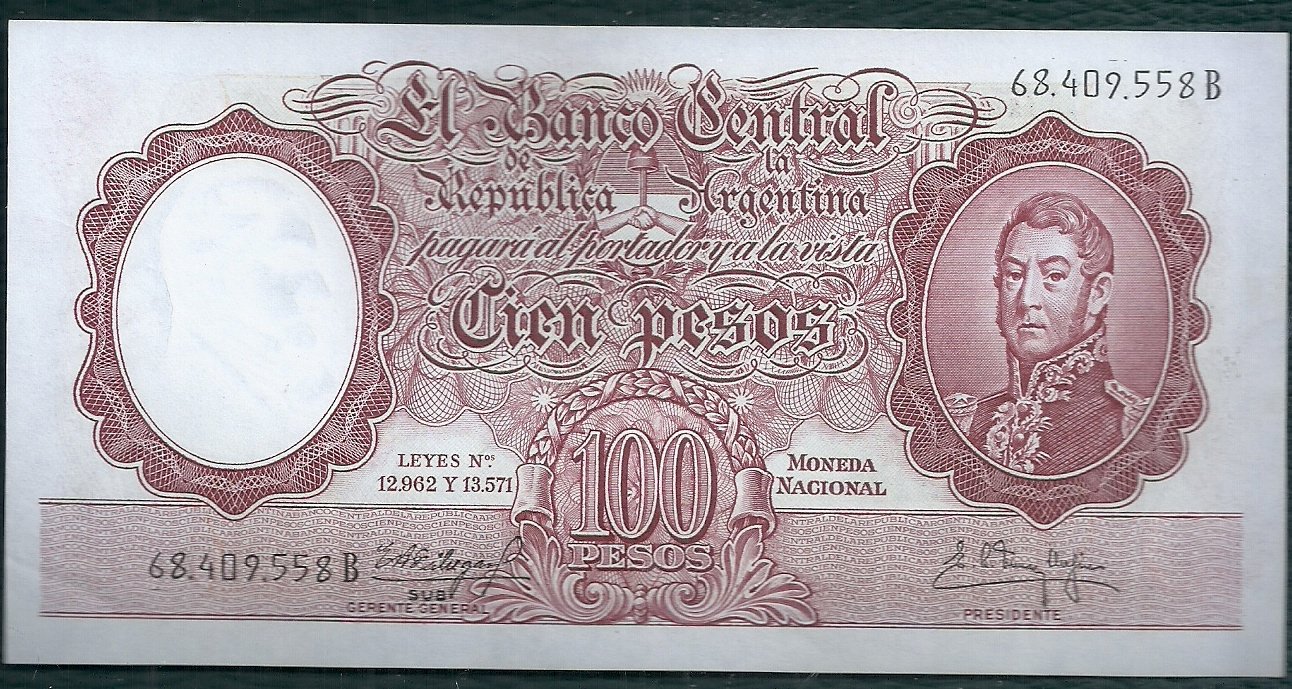 68.409.558 B
El Banco Central
de la
República Argentina
pagará al portador y a la vista
Cien pesos
LEYES Nos
12.962 Y 13.571
100
PESOS
MONEDA
NACIONAL
68.409.558 B
SUB
GERENTE GENERAL
PRESIDENTE